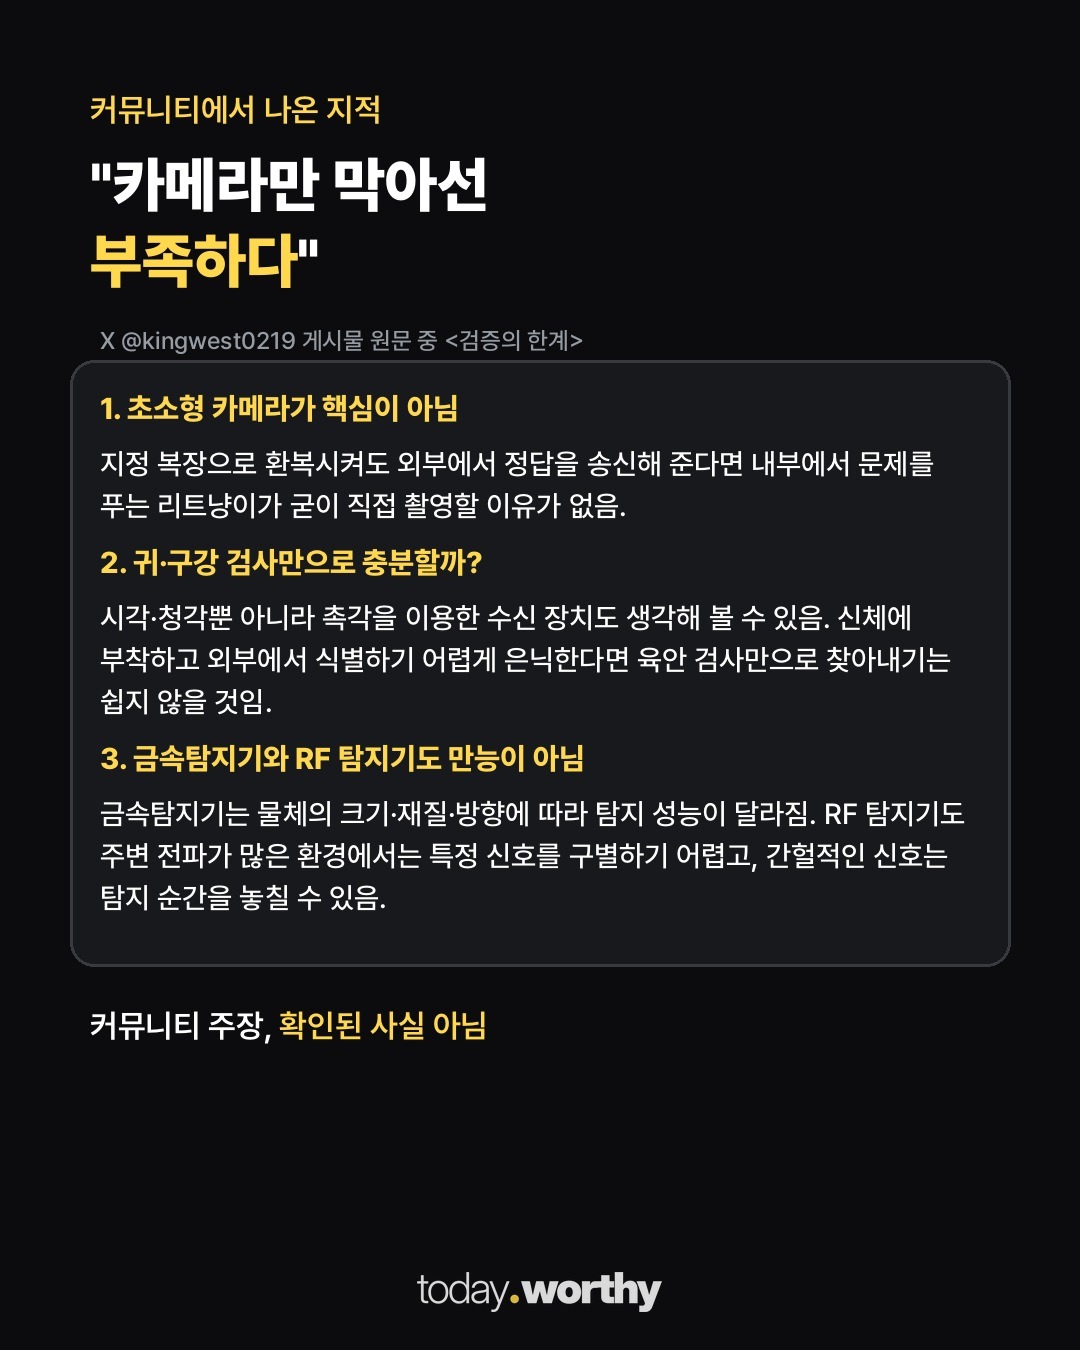 커뮤니티에서 나온 지적
"카메라만 막아선
부족하다"
X @kingwest0219 게시물 원문 중 <검증의 한계>
1. 초소형 카메라가 핵심이 아님
지정 복장으로 환복시켜도 외부에서 정답을 송신해 준다면 내부에서 문제를
푸는 리트냥이가 굳이 직접 촬영할 이유가 없음.
2. 귀·구강 검사만으로 충분할까?
시각·청각뿐 아니라 촉각을 이용한 수신 장치도 생각해 볼 수 있음. 신체에
부착하고 외부에서 식별하기 어렵게 은닉한다면 육안 검사만으로 찾아내기는
쉽지 않을 것임.
3. 금속탐지기와 RF 탐지기도 만능이 아님
금속탐지기는 물체의 크기·재질·방향에 따라 탐지 성능이 달라짐. RF 탐지기도
주변 전파가 많은 환경에서는 특정 신호를 구별하기 어렵고, 간헐적인 신호는
탐지 순간을 놓칠 수 있음.
커뮤니티 주장, 확인된 사실 아님
today.worthy